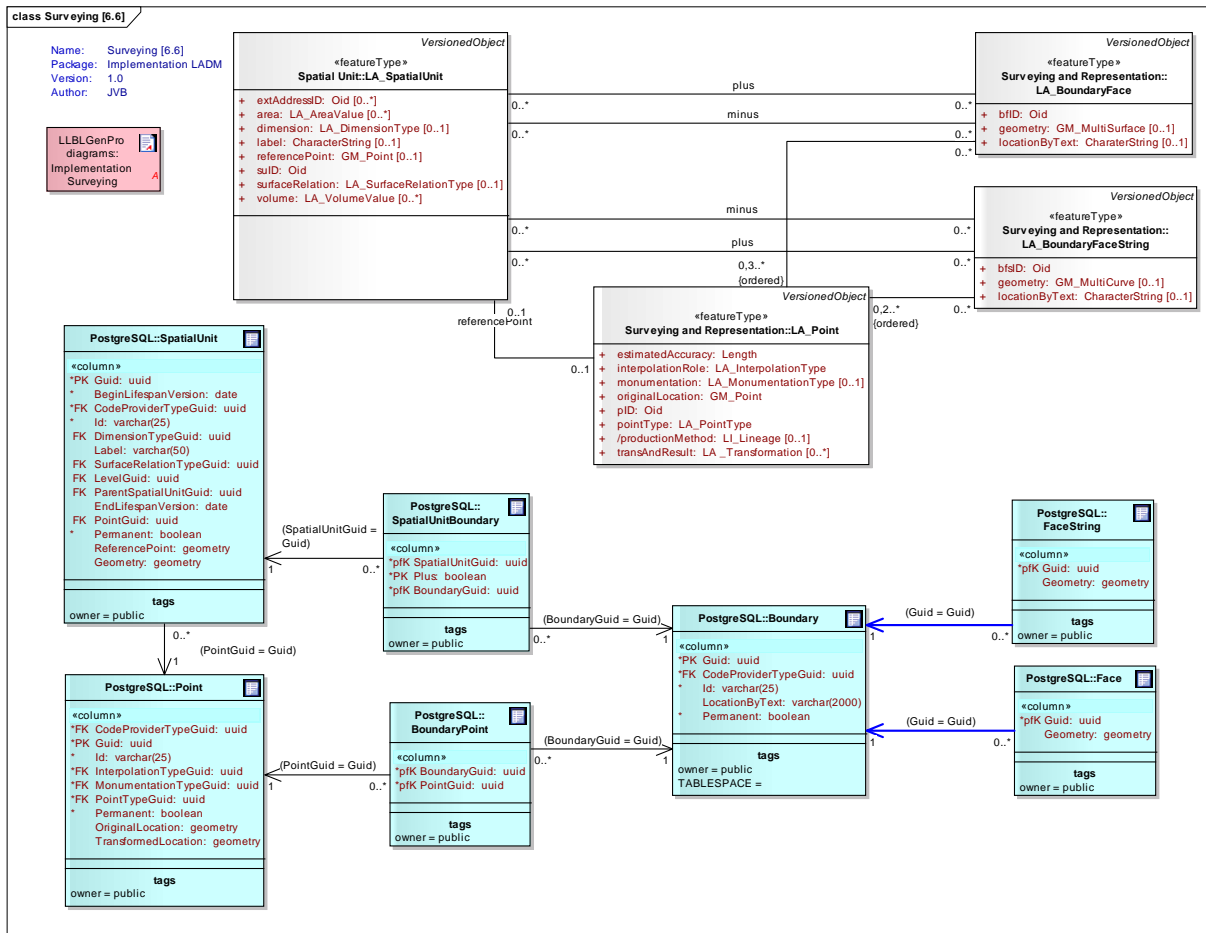 class Surveying [6.6]
Name: Surveying [6.6]
Package: Implementation LADM
Version: 1.0
Author: JVB
LLBLGenPro
diagrams::
Implementation
Surveying
A
VersionedObject
«featureType»
Spatial Unit::LA_SpatialUnit
+ extAddressID: Oid [0..*]
+ area: LA_AreaValue [0..*]
+ dimension: LA_DimensionType [0..1]
+ label: CharacterString [0..1]
+ referencePoint: GM_Point [0..1]
+ suID: Oid
+ surfaceRelation: LA_SurfaceRelationType [0..1]
+ volume: LA_VolumeValue [0..*]
VersionedObject
«featureType»
Surveying and Representation::
LA_BoundaryFace
+ bfID: Oid
+ geometry: GM_MultiSurface [0..1]
+ locationByText: CharaterString [0..1]
plus
0..*
0..*
minus
0..*
0..*
0..*
VersionedObject
«featureType»
Surveying and Representation::
LA_BoundaryFaceString
+ bfsID: Oid
+ geometry: GM_MultiCurve [0..1]
+ locationByText: CharacterString [0..1]
minus
0..*
0..*
plus
0..*
0..*
0,3..*
{ordered}
0,2..*
{ordered}
0..*
0..1
referencePoint
0..1
VersionedObject
«featureType»
Surveying and Representation::LA_Point
+ estimatedAccuracy: Length
+ interpolationRole: LA_InterpolationType
+ monumentation: LA_MonumentationType [0..1]
+ originalLocation: GM_Point
+ pID: Oid
+ pointType: LA_PointType
+ /productionMethod: LI_Lineage [0..1]
+ transAndResult: LA _Transformation [0..*]
PostgreSQL::SpatialUnit
«column»
*PK Guid: uuid
* BeginLifespanVersion: date
*FK CodeProviderTypeGuid: uuid
* Id: varchar(25)
FK DimensionTypeGuid: uuid
Label: varchar(50)
FK SurfaceRelationTypeGuid: uuid
FK LevelGuid: uuid
FK ParentSpatialUnitGuid: uuid
EndLifespanVersion: date
FK PointGuid: uuid
* Permanent: boolean
ReferencePoint: geometry
Geometry: geometry
tags
owner = public
(SpatialUnitGuid =
Guid)
1
0..*
PostgreSQL::
SpatialUnitBoundary
«column»
*pfK SpatialUnitGuid: uuid
*PK Plus: boolean
*pfK BoundaryGuid: uuid
tags
owner = public
0..*
1
(PointGuid = Guid)
(BoundaryGuid = Guid)
0..*
1
PostgreSQL::Boundary
«column»
*PK Guid: uuid
*FK CodeProviderTypeGuid: uuid
* Id: varchar(25)
LocationByText: varchar(2000)
* Permanent: boolean
tags
owner = public
TABLESPACE =
PostgreSQL::
FaceString
«column»
*pfK Guid: uuid
Geometry: geometry
tags
owner = public
(Guid = Guid)
1
0..*
PostgreSQL::Face
«column»
*pfK Guid: uuid
Geometry: geometry
tags
owner = public
(Guid = Guid)
1
0..*
PostgreSQL::Point
«column»
*FK CodeProviderTypeGuid: uuid
*PK Guid: uuid
* Id: varchar(25)
*FK InterpolationTypeGuid: uuid
*FK MonumentationTypeGuid: uuid
*FK PointTypeGuid: uuid
* Permanent: boolean
OriginalLocation: geometry
TransformedLocation: geometry
tags
owner = public
(PointGuid = Guid)
1
0..*
PostgreSQL::
BoundaryPoint
«column»
*pfK BoundaryGuid: uuid
*pfK PointGuid: uuid
tags
owner = public
(BoundaryGuid = Guid)
0..*
1